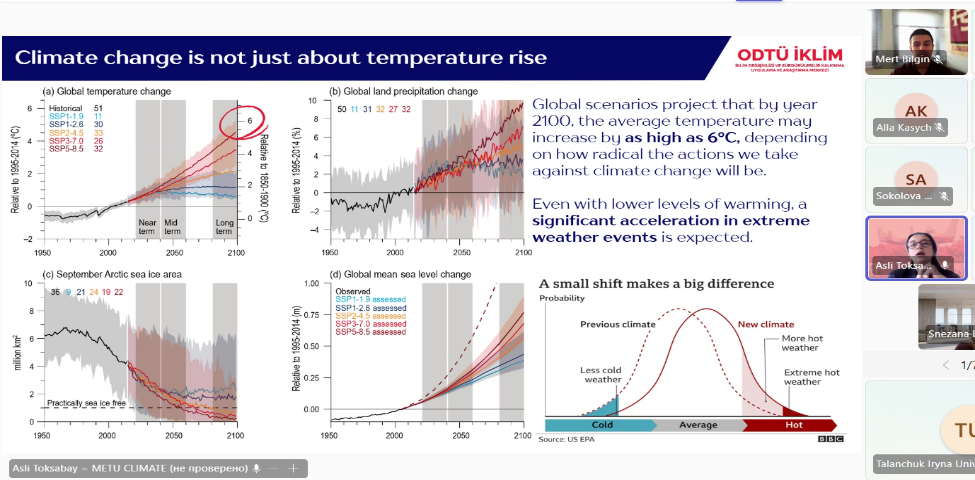 Climate change is not just about temperature rise
ODTÜ İKLİM
İKLİM DEĞİŞİKLİĞİ VE SÜRDÜRÜLEBİLİR KALKINMA
UYGULAMA VE ARAŞTIRMA MERKEZİ
(a) Global temperature change
Historical 51
SSP1-1.9 11
SSP1-2.6 30
SSP2-4.5 33
SSP3-7.0 26
SSP5-8.5 32
Relative to 1995-2014 (ºC)
6
4
2
0
−2
6
4
2
0
Relative to 1850-1900 (ºC)
Near term
Mid term
Long term
1950 2000 2050 2100
(b) Global land precipitation change
50 11 31 32 27 32
Relative to 1995-2014 (%)
10
8
6
4
2
0
−2
−4
1950 2000 2050 2100
Global scenarios project that by year
2100, the average temperature may
increase by as high as 6ºC, depending
on how radical the actions we take
against climate change will be.
Even with lower levels of warming, a
significant acceleration in extreme
weather events is expected.
(c) September Arctic sea ice area
36 9 21 24 19 22
million km²
10
8
6
4
2
0
Practically sea ice free
1950 2000 2050 2100
(d) Global mean sea level change
Observed
SSP1-1.9 assessed
SSP1-2.6 assessed
SSP2-4.5 assessed
SSP3-7.0 assessed
SSP5-8.5 assessed
Relative to 1995-2014 (m)
1.00
0.75
0.50
0.25
0.00
1950 2000 2050 2100
A small shift makes a big difference
Probability
Previous climate
New climate
More hot
weather
Less cold
weather
Extreme hot
weather
Cold Average Hot
Source: US EPA
BBC
Asli Toksabay – METU CLIMATE (не проверено)
Mert Bilgin
AK
Alla Kasych
SA
Sokolova ...
Asli Toksa...
Snezana
1/7
TU
Talanchuk Iryna Univ